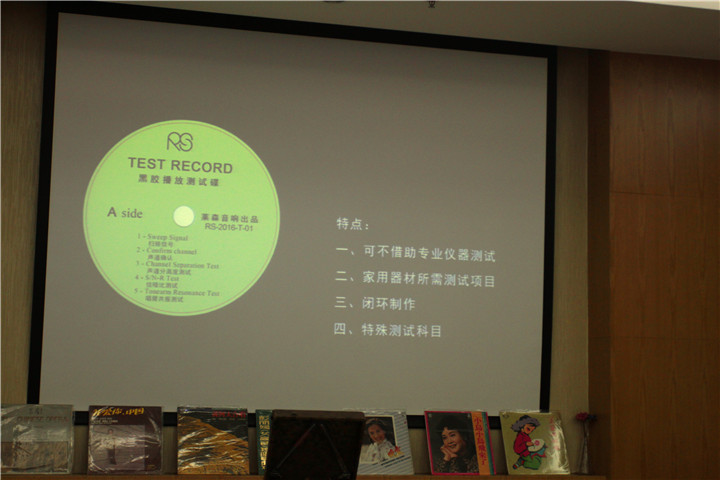 RS
TEST RECORD
黑胶播放测试碟
A side
莱森音响出品
RS-2016-T-01
1 - Sweep Signal
扫频信号
2 - Confirm channel
声道确认
3 - Channel Separation Test
声道分离度测试
4 - S/N-R Test
信噪比测试
5 - Tonearm Resonance Test
唱臂共振测试
特点：
一、可不借助专业仪器测试
二、家用器材所需测试项目
三、闭环制作
四、特殊测试科目